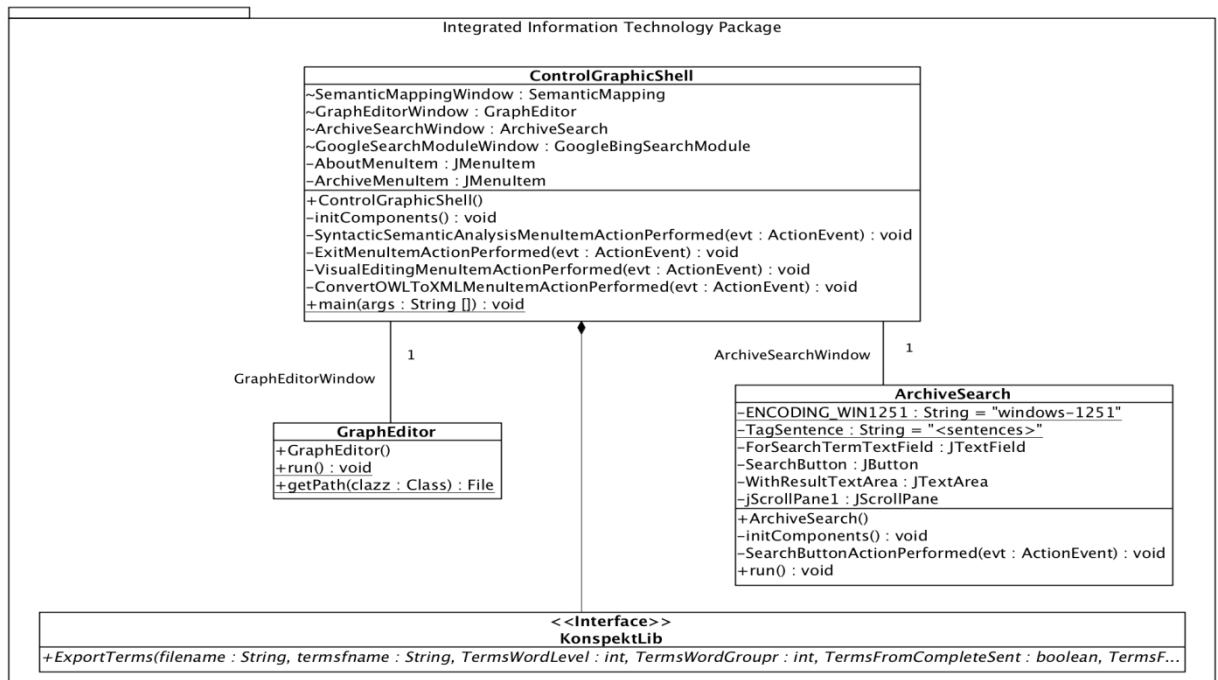 Integrated Information Technology Package
ControlGraphicShell
~SemanticMappingWindow : SemanticMapping
~GraphEditorWindow : GraphEditor
~ArchiveSearchWindow : ArchiveSearch
~GoogleSearchModuleWindow : GoogleBingSearchModule
-AboutMenuItem : JMenuItem
-ArchiveMenuItem : JMenuItem
+ControlGraphicShell()
-initComponents() : void
-SyntacticSemanticAnalysisMenuItemActionPerformed(evt : ActionEvent) : void
-ExitMenuItemActionPerformed(evt : ActionEvent) : void
-VisualEditingMenuItemActionPerformed(evt : ActionEvent) : void
-ConvertOWLToXMLMenuItemActionPerformed(evt : ActionEvent) : void
+main(args : String []) : void
1
GraphEditorWindow
ArchiveSearchWindow
1
GraphEditor
+GraphEditor()
+run() : void
+getPath(clazz : Class) : File
ArchiveSearch
-ENCODING_WIN1251 : String = "windows-1251"
-TagSentence : String = "<sentences>"
-ForSearchTermTextField : JTextField
-SearchButton : JButton
-WithResultTextArea : JTextArea
-jScrollPane1 : JScrollPane
+ArchiveSearch()
-initComponents() : void
-SearchButtonActionPerformed(evt : ActionEvent) : void
+run() : void
<<Interface>>
KonspektLib
+ExportTerms(filename : String, termsfname : String, TermsWordLevel : int, TermsWordGroupr : int, TermsFromCompleteSent : boolean, TermsF...